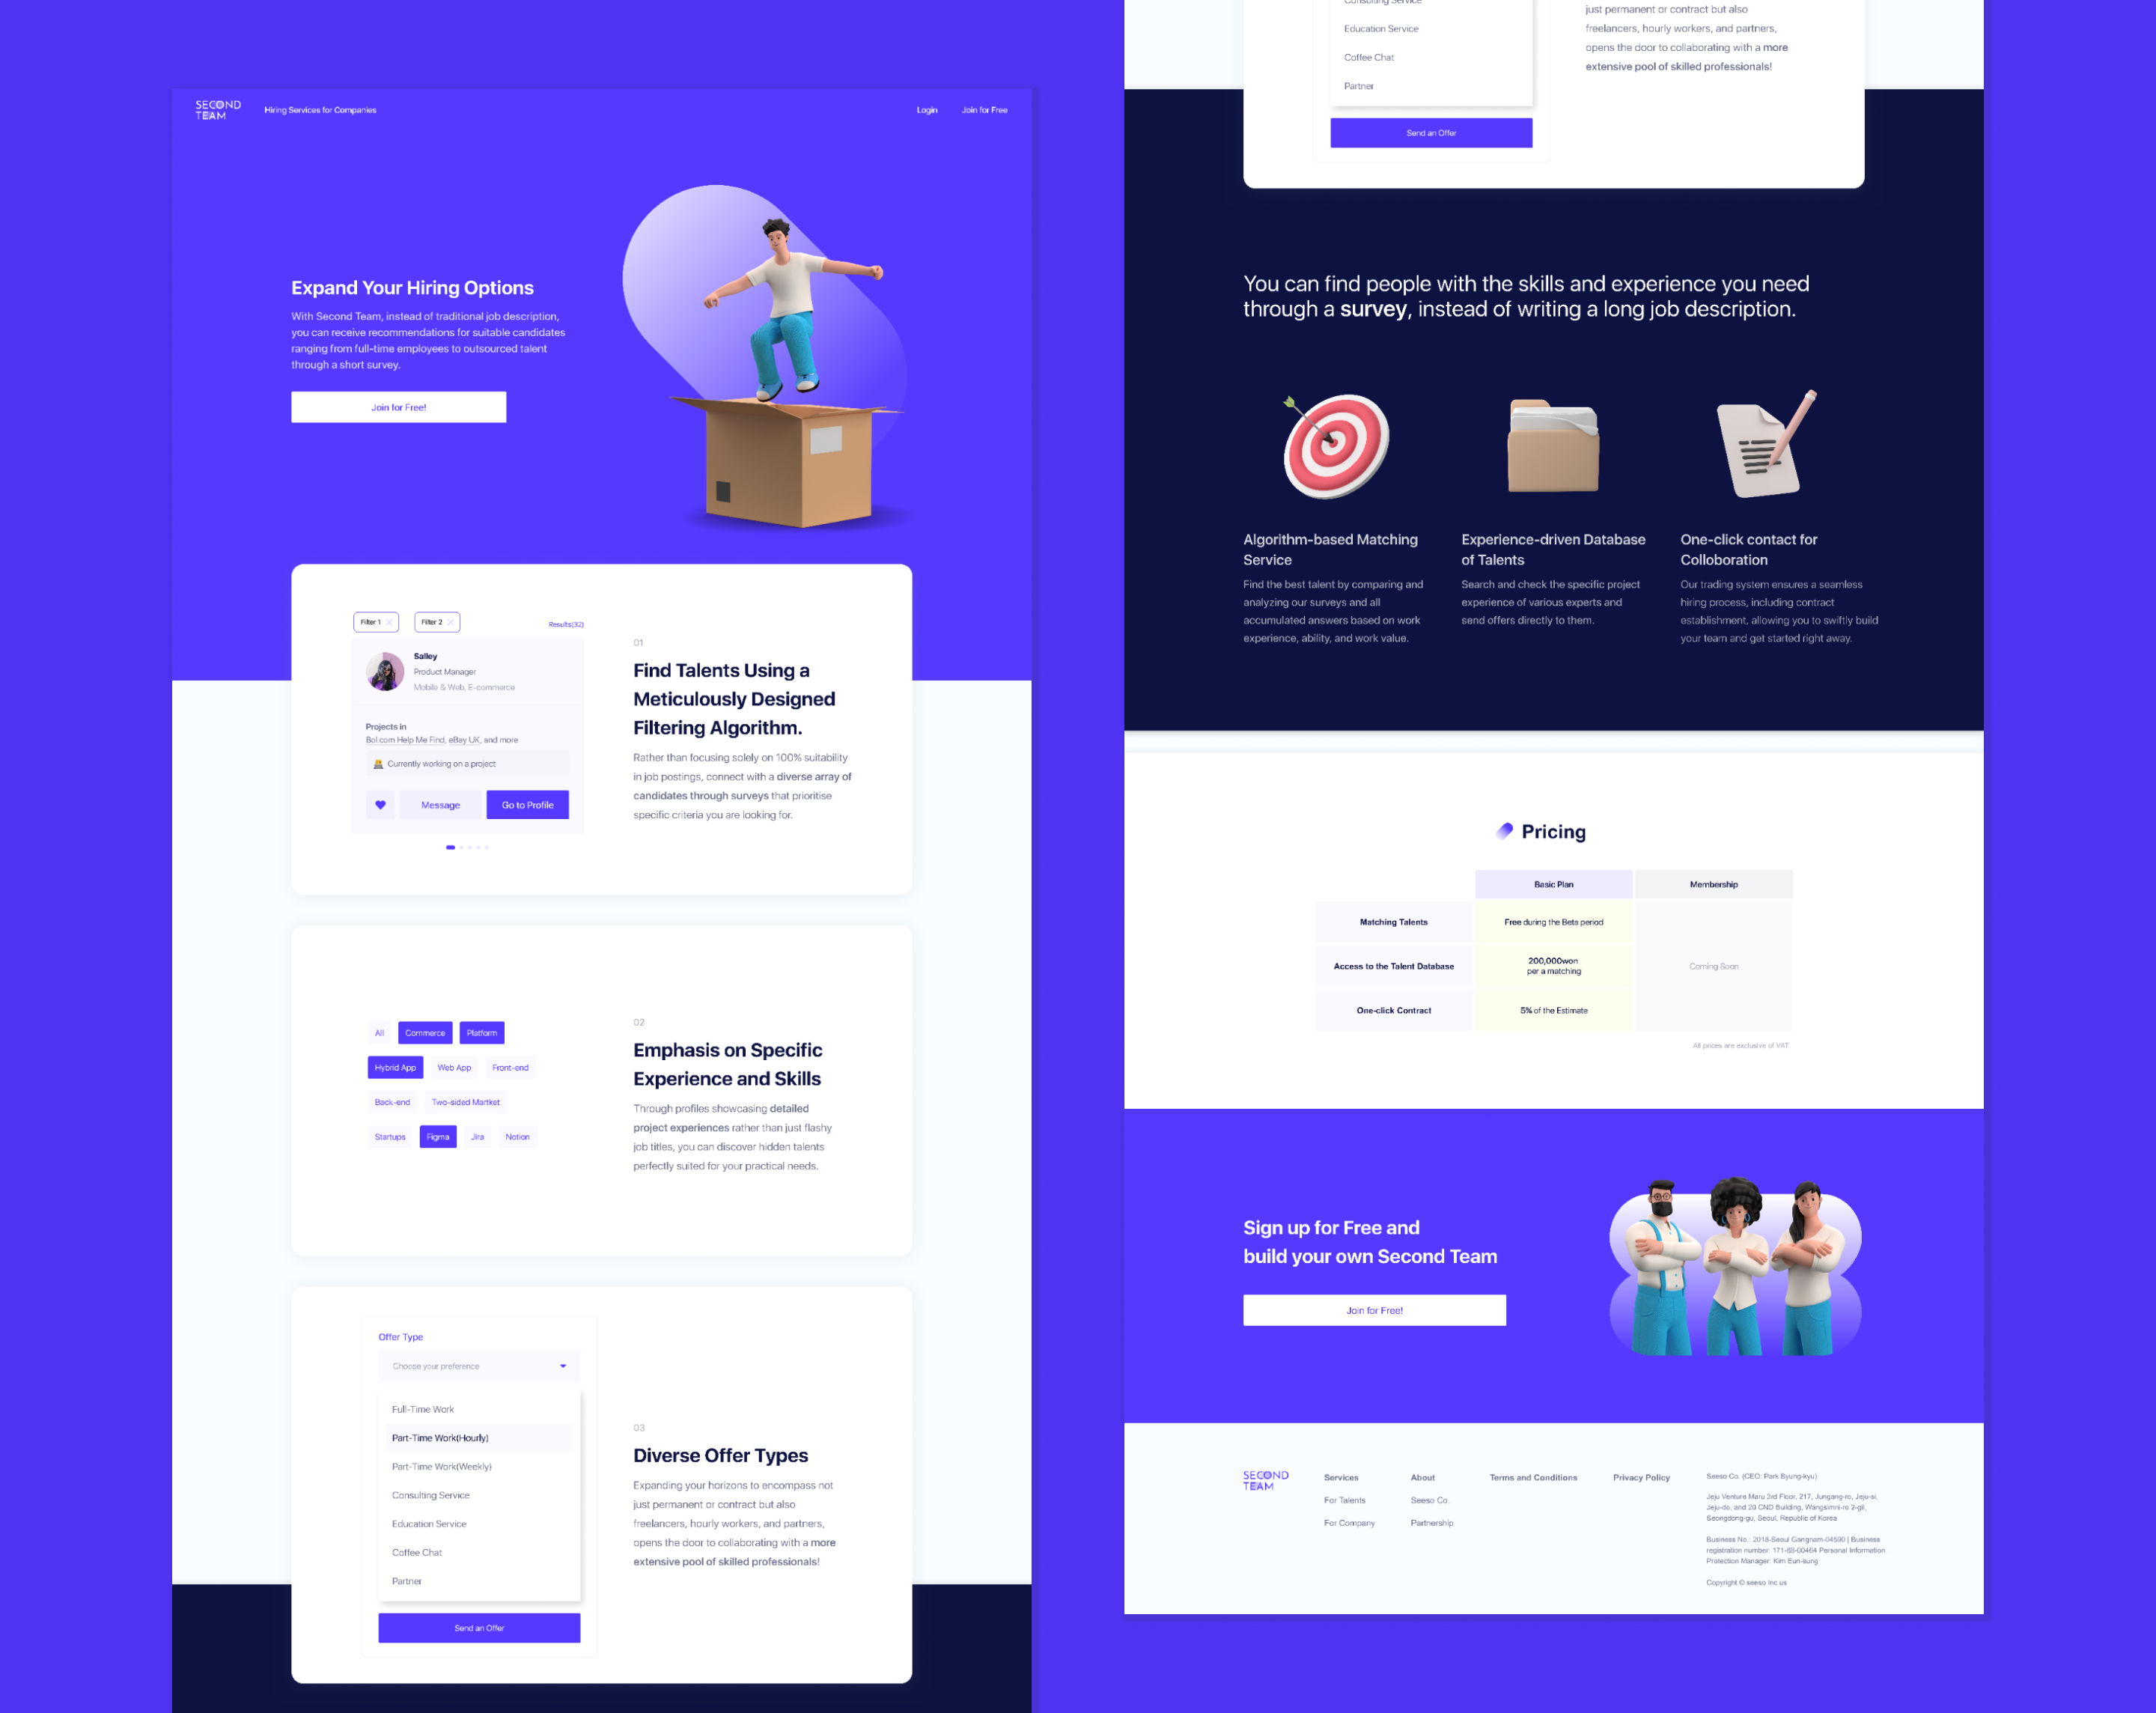 SECOND
TEAM
Hiring Services for Companies
Login
Join for Free
Expand Your Hiring Options
With Second Team, instead of traditional job description,
you can receive recommendations for suitable candidates
ranging from full-time employees to outsourced talent
through a short survey.
Join for Free!
Filter 1
Filter 2
Results(32)
Salley
Product Manager
Mobile & Web, E-commerce
Projects in
Bol.com Help Me Find, eBay UK, and more
Currently working on a project
Message
Go to Profile
01
Find Talents Using a
Meticulously Designed
Filtering Algorithm.
Rather than focusing solely on 100% suitability
in job postings, connect with a diverse array of
candidates through surveys that prioritise
specific criteria you are looking for.
All
Commerce
Platform
Hybrid App
Web App
Front-end
Back-end
Two-sided Martket
Startups
Figma
Jira
Notion
02
Emphasis on Specific
Experience and Skills
Through profiles showcasing detailed
project experiences rather than just flashy
job titles, you can discover hidden talents
perfectly suited for your practical needs.
Offer Type
Choose your preference
Full-Time Work
Part-Time Work(Hourly)
Part-Time Work(Weekly)
Consulting Service
Education Service
Coffee Chat
Partner
Send an Offer
03
Diverse Offer Types
Expanding your horizons to encompass not
just permanent or contract but also
freelancers, hourly workers, and partners,
opens the door to collaborating with a more
extensive pool of skilled professionals!
Consulting Service
Education Service
Coffee Chat
Partner
Send an Offer
just permanent or contract but also
freelancers, hourly workers, and partners,
opens the door to collaborating with a more
extensive pool of skilled professionals!
You can find people with the skills and experience you need
through a survey, instead of writing a long job description.
Algorithm-based Matching
Service
Find the best talent by comparing and
analyzing our surveys and all
accumulated answers based on work
experience, ability, and work value.
Experience-driven Database
of Talents
Search and check the specific project
experience of various experts and
send offers directly to them.
One-click contact for
Colloboration
Our trading system ensures a seamless
hiring process, including contract
establishment, allowing you to swiftly build
your team and get started right away.
Pricing
Basic Plan
Membership
Matching Talents
Free during the Beta period
Access to the Talent Database
200,000won
per a matching
Coming Soon
One-click Contract
5% of the Estimate
All prices are exclusive of VAT.
Sign up for Free and
build your own Second Team
Join for Free!
SECOND
TEAM
Services
For Talents
For Company
About
Seeso Co.
Partnership
Terms and Conditions
Privacy Policy
Seeso Co. (CEO: Park Byung-kyu)
Jeju Venture Maru 3rd Floor, 217, Jungang-ro, Jeju-si,
Jeju-do, and 20 CND Building, Wangsimni-ro 2-gil,
Seongdong-gu, Seoul, Republic of Korea
Business No.: 2018-Seoul Gangnam-04590 | Business
registration number: 171-88-00464 Personal Information
Protection Manager: Kim Eun-sung
Copyright © seeso inc.us